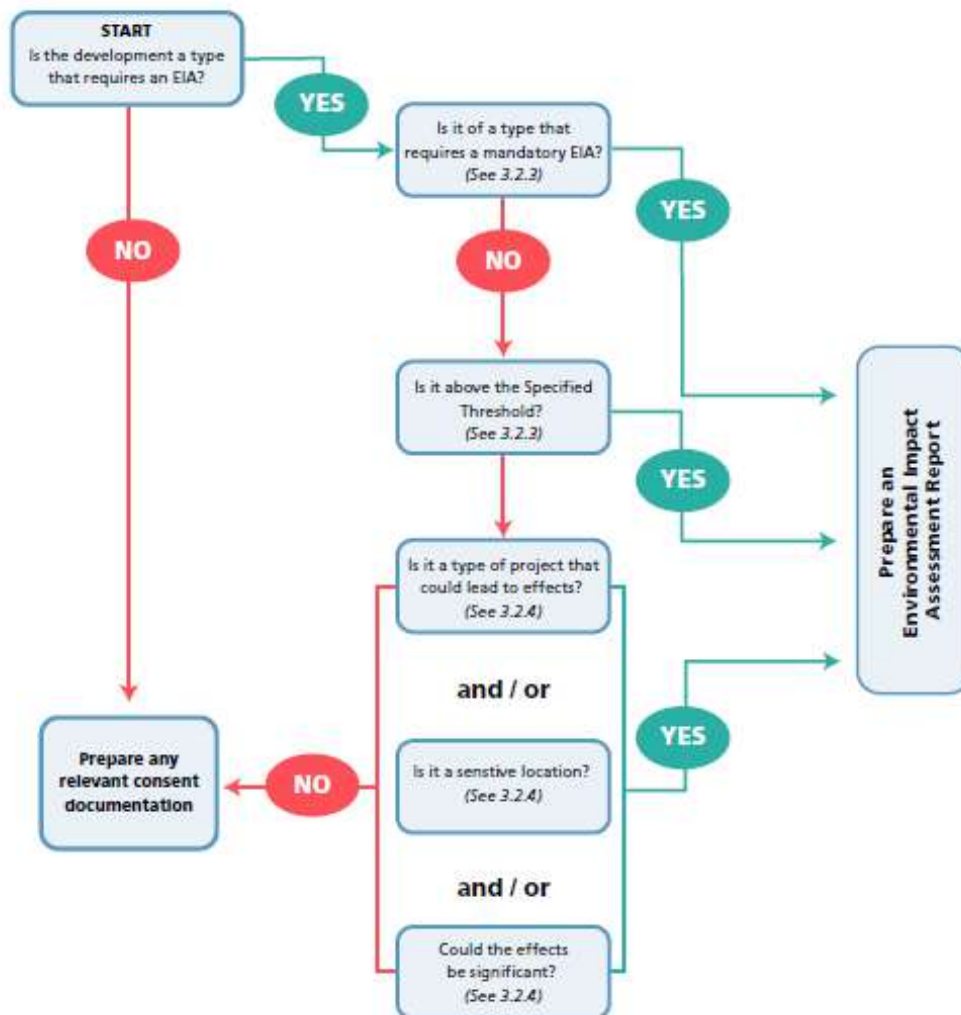 START
Is the development a type
that requires an EIA?
YES
Is it of a type that
requires a mandatory EIA?
(See 3.2.3)
YES
NO
NO
Is it above the Specified
Threshold?
(See 3.2.3)
YES
Prepare an
Environmental Impact
Assessment Report
Is it a type of project that
could lead to effects?
(See 3.2.4)
and / or
YES
Prepare any
relevant consent
documentation
NO
Is it a senstive location?
(See 3.2.4)
and / or
Could the effects
be significant?
(See 3.2.4)